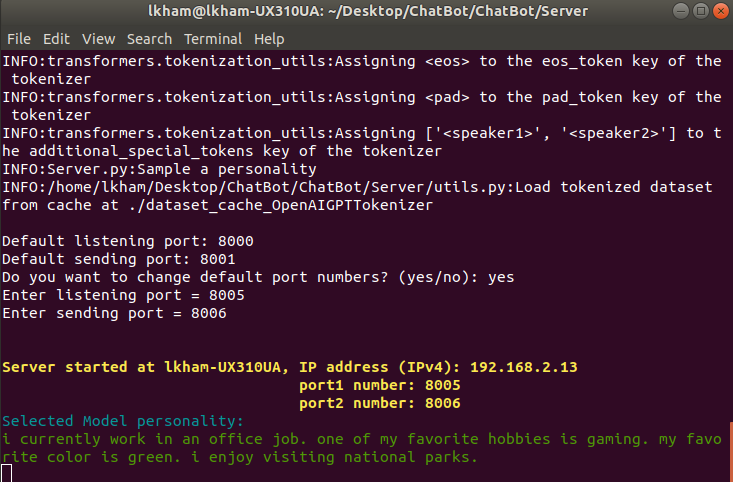 lkham@lkham-UX310UA: ~/Desktop/ChatBot/ChatBot/Server
File Edit View Search Terminal Help
INFO:transformers.tokenization_utils:Assigning <eos> to the eos_token key of the
 tokenizer
INFO:transformers.tokenization_utils:Assigning <pad> to the pad_token key of the
 tokenizer
INFO:transformers.tokenization_utils:Assigning ['<speaker1>', '<speaker2>'] to t
he additional_special_tokens key of the tokenizer
INFO:Server.py:Sample a personality
INFO:/home/lkham/Desktop/ChatBot/ChatBot/Server/utils.py:Load tokenized dataset
from cache at ./dataset_cache_OpenAIGPTTokenizer
Default listening port: 8000
Default sending port: 8001
Do you want to change default port numbers? (yes/no): yes
Enter listening port = 8005
Enter sending port = 8006
Server started at lkham-UX310UA, IP address (IPv4): 192.168.2.13
port1 number: 8005
port2 number: 8006
Selected Model personality:
i currently work in an office job. one of my favorite hobbies is gaming. my favo
rite color is green. i enjoy visiting national parks.